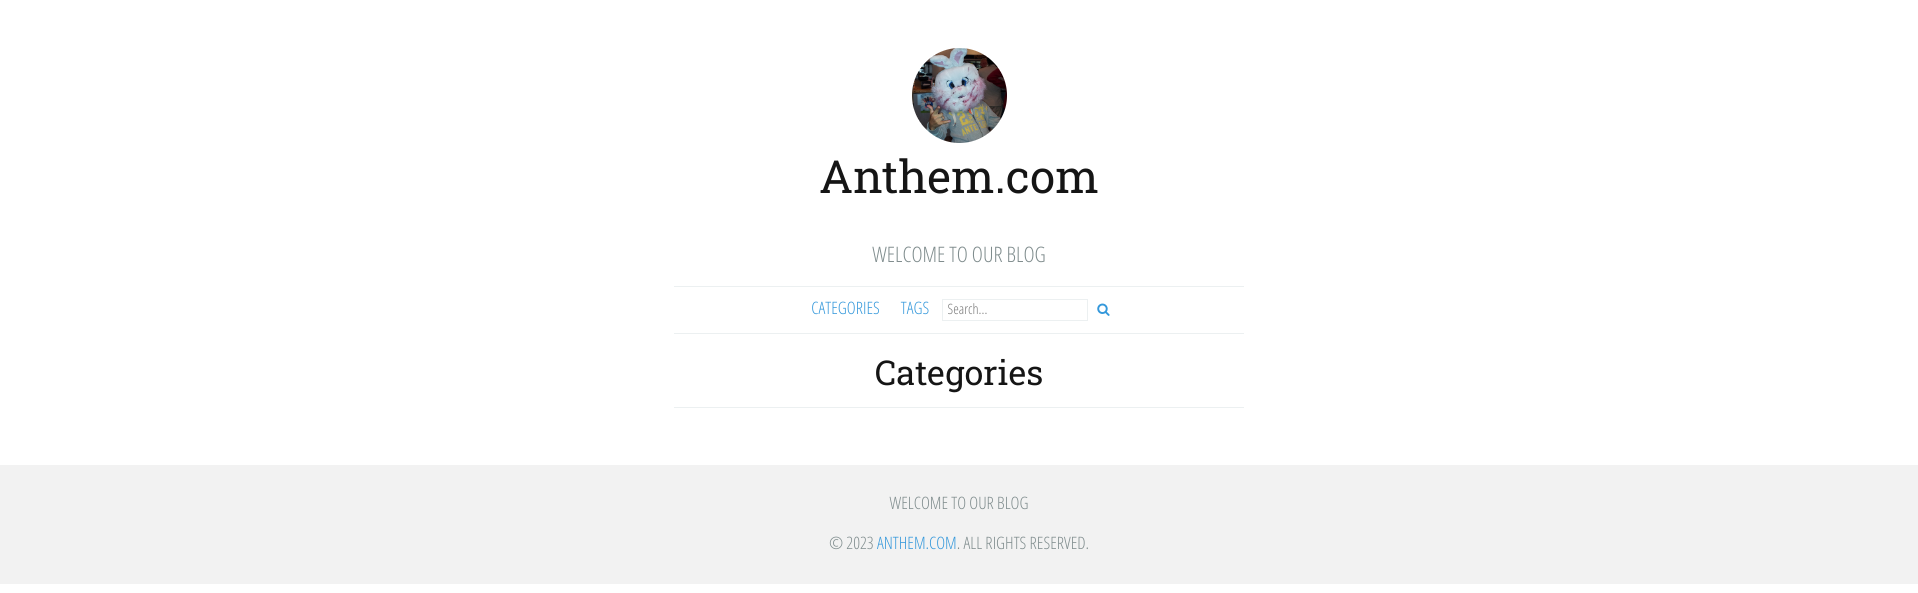 Anthem.com
WELCOME TO OUR BLOG
CATEGORIES TAGS Search...
Categories
WELCOME TO OUR BLOG
© 2023 ANTHEM.COM. ALL RIGHTS RESERVED.